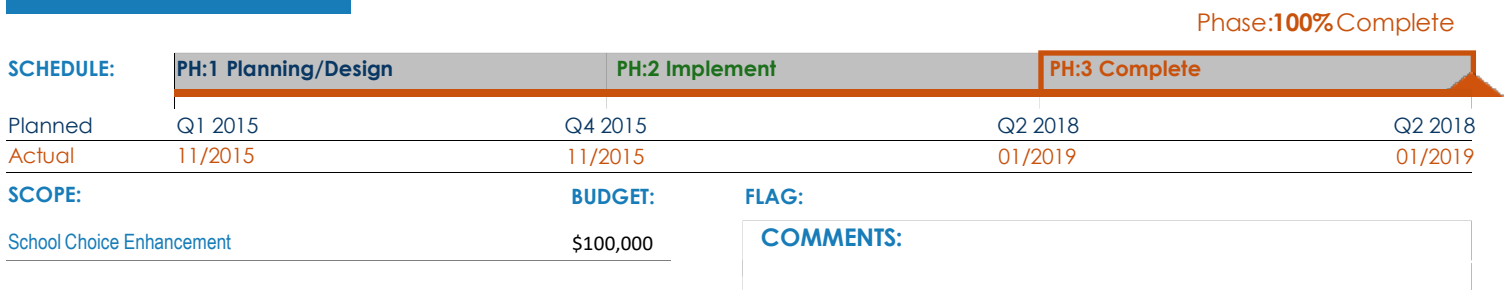 Phase:100% Complete
SCHEDULE: PH:1 Planning/Design PH:2 Implement PH:3 Complete
Planned Q1 2015 Q4 2015 Q2 2018 Q2 2018
Actual 11/2015 11/2015 01/2019 01/2019
SCOPE: BUDGET: FLAG:
School Choice Enhancement $100,000 COMMENTS: